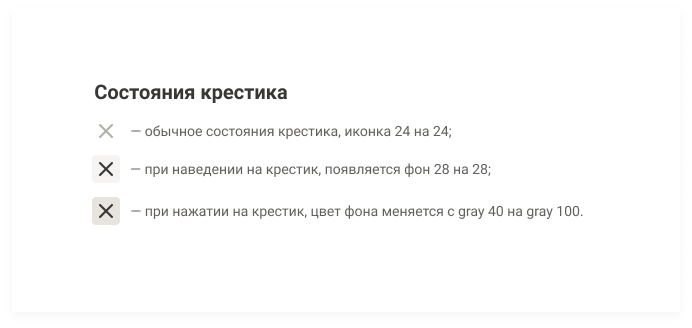 Состояния крестика
— обычное состояния крестика, иконка 24 на 24;
— при наведении на крестик, появляется фон 28 на 28;
— при нажатии на крестик, цвет фона меняется с gray 40 на gray 100.